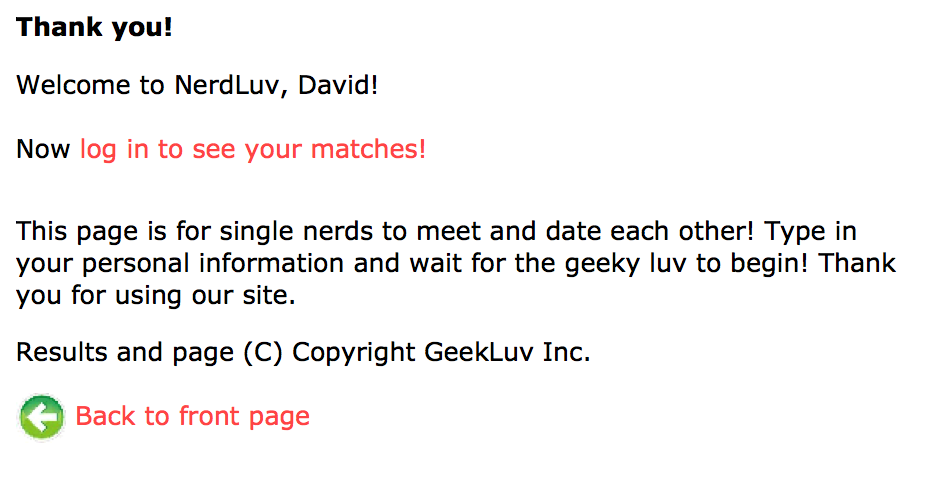 Thank you!
Welcome to NerdLuv, David!
Now log in to see your matches!
This page is for single nerds to meet and date each other! Type in
your personal information and wait for the geeky luv to begin! Thank
you for using our site.
Results and page (C) Copyright GeekLuv Inc.
Back to front page